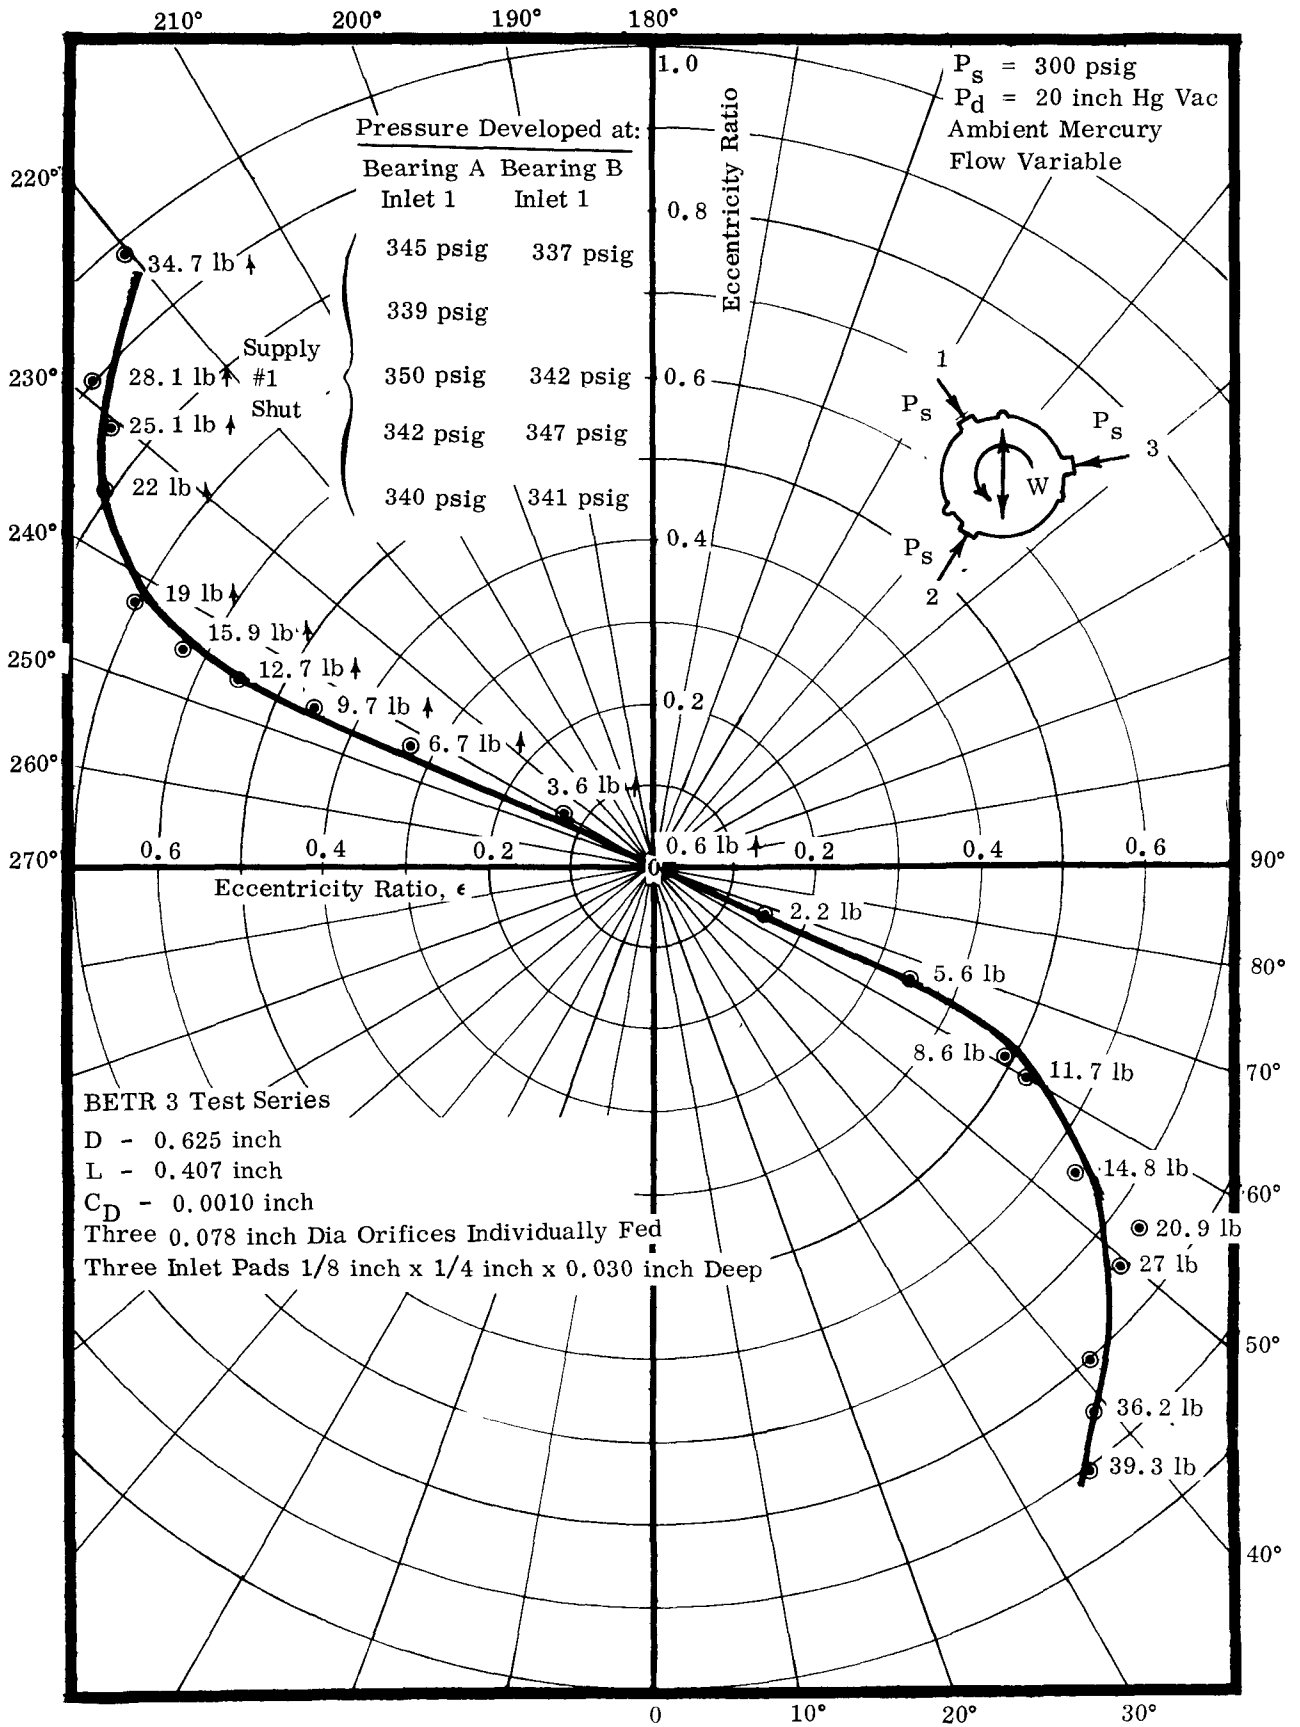 210° 200° 190° 180°
1.0
P_s = 300 psig
P_d = 20 inch Hg Vac
Ambient Mercury
Flow Variable
Eccentricity Ratio
Pressure Developed at:
Bearing A Bearing B
Inlet 1 Inlet 1
345 psig 337 psig
339 psig
350 psig 342 psig
342 psig 347 psig
340 psig 341 psig
Supply
#1
Shut
220°
230°
240°
250°
260°
270°
0.8
0.6
0.4
0.2
1
P_s
P_s
3
W
P_s
2
34.7 lb
28.1 lb
25.1 lb
22 lb
19 lb
15.9 lb
12.7 lb
9.7 lb
6.7 lb
3.6 lb
0.6 lb
0.6 0.4 0.2 0 0.2 0.4 0.6
90°
Eccentricity Ratio, ϵ
2.2 lb
5.6 lb
80°
8.6 lb
11.7 lb
70°
14.8 lb
60°
20.9 lb
27 lb
50°
36.2 lb
39.3 lb
40°
BETR 3 Test Series
D - 0.625 inch
L - 0.407 inch
C_D - 0.0010 inch
Three 0.078 inch Dia Orifices Individually Fed
Three Inlet Pads 1/8 inch x 1/4 inch x 0.030 inch Deep
0 10° 20° 30°